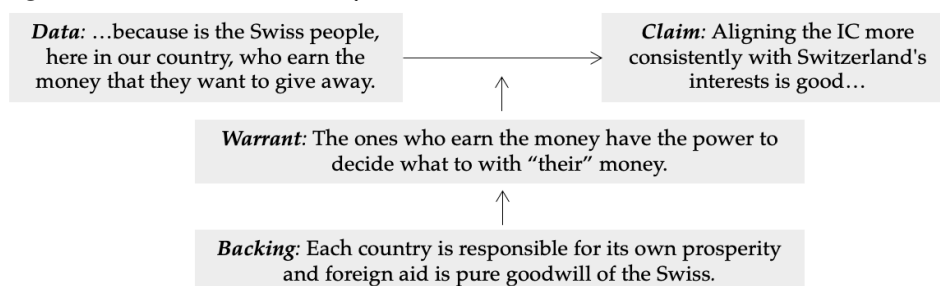 Data: …because is the Swiss people,
here in our country, who earn the
money that they want to give away.
Claim: Aligning the IC more
consistently with Switzerland's
interests is good…
Warrant: The ones who earn the money have the power to
decide what to with “their” money.
Backing: Each country is responsible for its own prosperity
and foreign aid is pure goodwill of the Swiss.